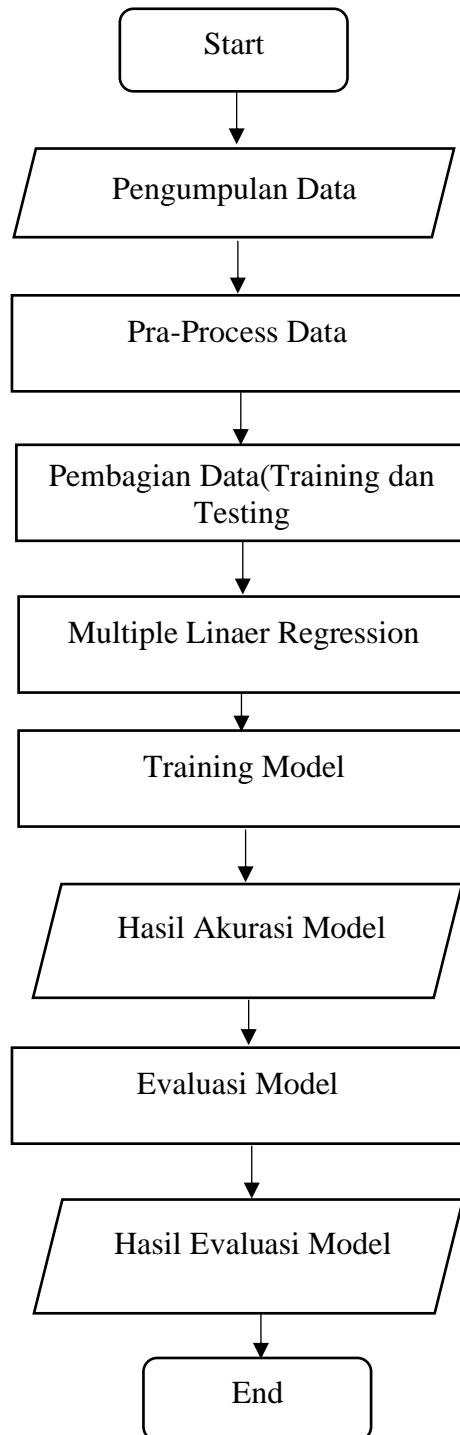 Start
Pengumpulan Data
Pra-Process Data
Pembagian Data(Training dan
Testing
Multiple Linaer Regression
Training Model
Hasil Akurasi Model
Evaluasi Model
Hasil Evaluasi Model
End